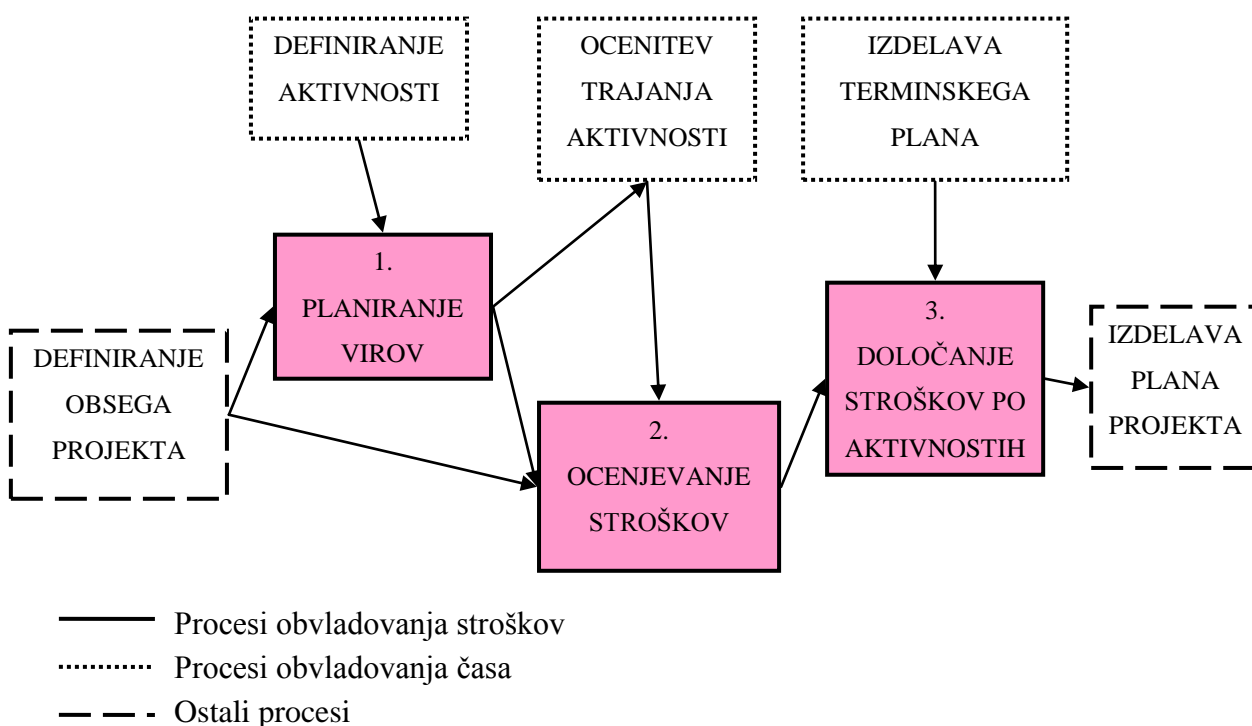 DEFINIRANJE
AKTIVNOSTI
OCENITEV
TRAJANJA
AKTIVNOSTI
IZDELAVA
TERMINSKEGA
PLANA
1.
PLANIRANJE
VIROV
DEFINIRANJE
OBSEGA
PROJEKTA
2.
OCENJEVANJE
STROŠKOV
3.
DOLOČANJE
STROŠKOV PO
AKTIVNOSTIH
IZDELAVA
PLANA
PROJEKTA
Procesi obvladovanja stroškov
Procesi obvladovanja časa
Ostali procesi